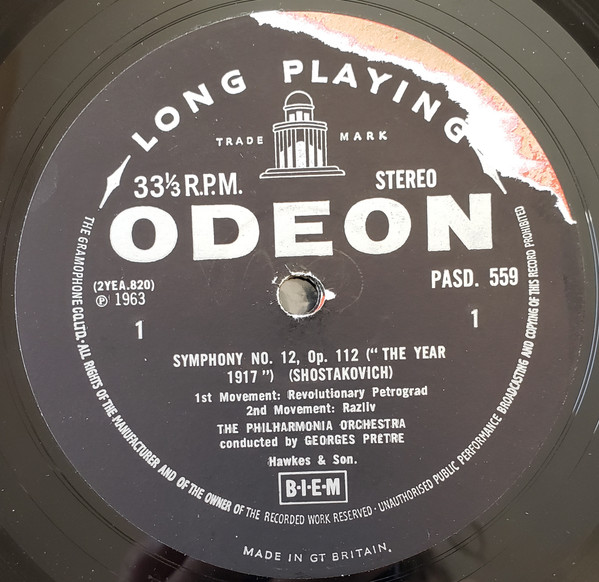 LONG PLAYING
TRADE MARK
33⅓ R.P.M. STEREO
ODEON
(2YEA.820) PASD. 559
℗ 1963
1 1
SYMPHONY NO. 12, Op. 112 ("THE YEAR
1917") (SHOSTAKOVICH)
1st Movement: Revolutionary Petrograd
2nd Movement: Razliv
THE PHILHARMONIA ORCHESTRA
conducted by GEORGES PRÊTRE
Hawkes & Son.
B·I·E·M
THE GRAMOPHONE CO. LTD. · ALL RIGHTS OF THE MANUFACTURER AND OF THE OWNER OF THE RECORDED WORK RESERVED · UNAUTHORISED PUBLIC PERFORMANCE BROADCASTING AND COPYING OF THIS RECORD PROHIBITED
MADE IN GT BRITAIN.